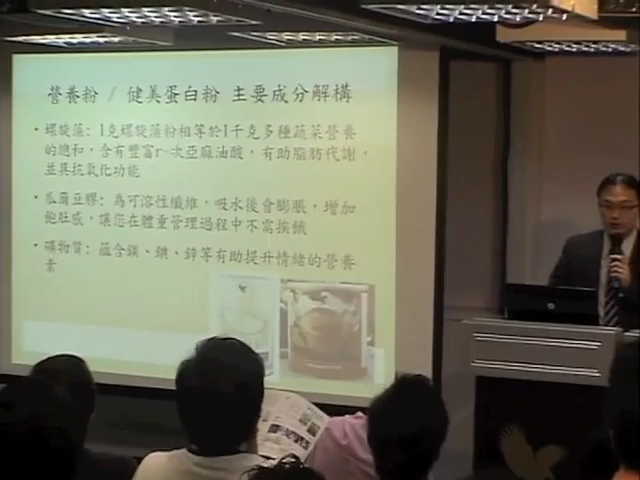 營養粉 / 健美蛋白粉 主要成分解構
• 螺旋藻: 1克螺旋藻粉相等於1千克多種蔬菜營養
的總和, 含有豐富r-次亞麻油酸, 有助脂肪代謝,
並具抗氧化功能
• 瓜爾豆膠: 為可溶性纖維, 吸水後會膨脹, 增加
飽肚感, 讓您在體重管理過程中不需挨餓
• 礦物質: 蘊含鎂、碘、鋅等有助提升情緒的營養
素